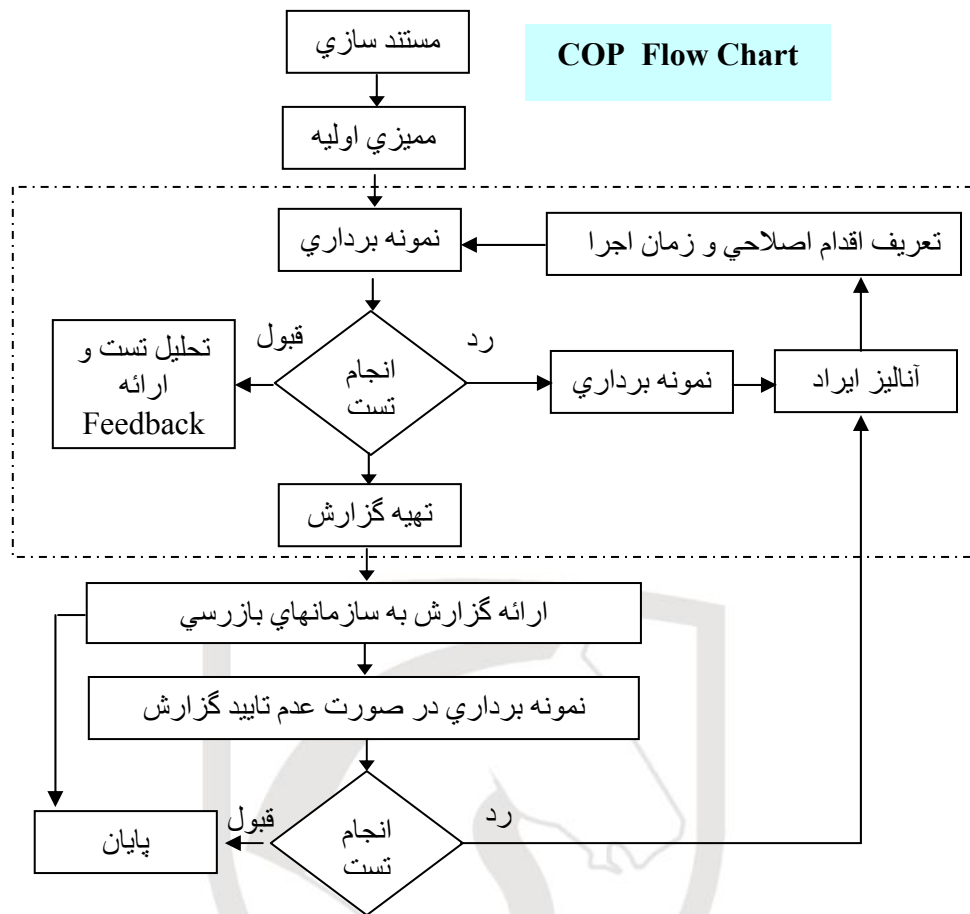 مستند سازي
COP Flow Chart
مميزي اوليه
نمونه برداري
تعريف اقدام اصلاحي و زمان اجرا
قبول
رد
تحليل تست و
ارائه
Feedback
انجام
تست
نمونه برداري
آناليز ايراد
تهيه گزارش
ارائه گزارش به سازمانهاي بازرسي
نمونه برداري در صورت عدم تاييد گزارش
قبول
رد
انجام
تست
پايان